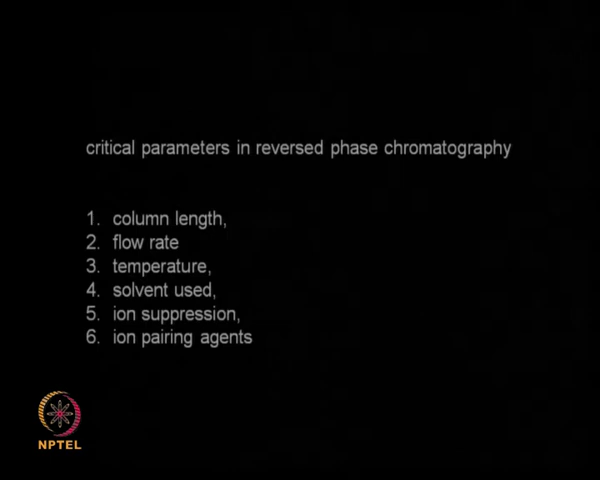 critical parameters in reversed phase chromatography
1. column length,
2. flow rate
3. temperature,
4. solvent used,
5. ion suppression,
6. ion pairing agents
NPTEL